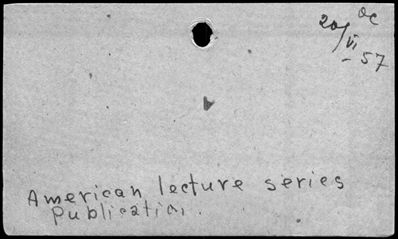 oc
20/VI
- 57
American lecture series
Publication.